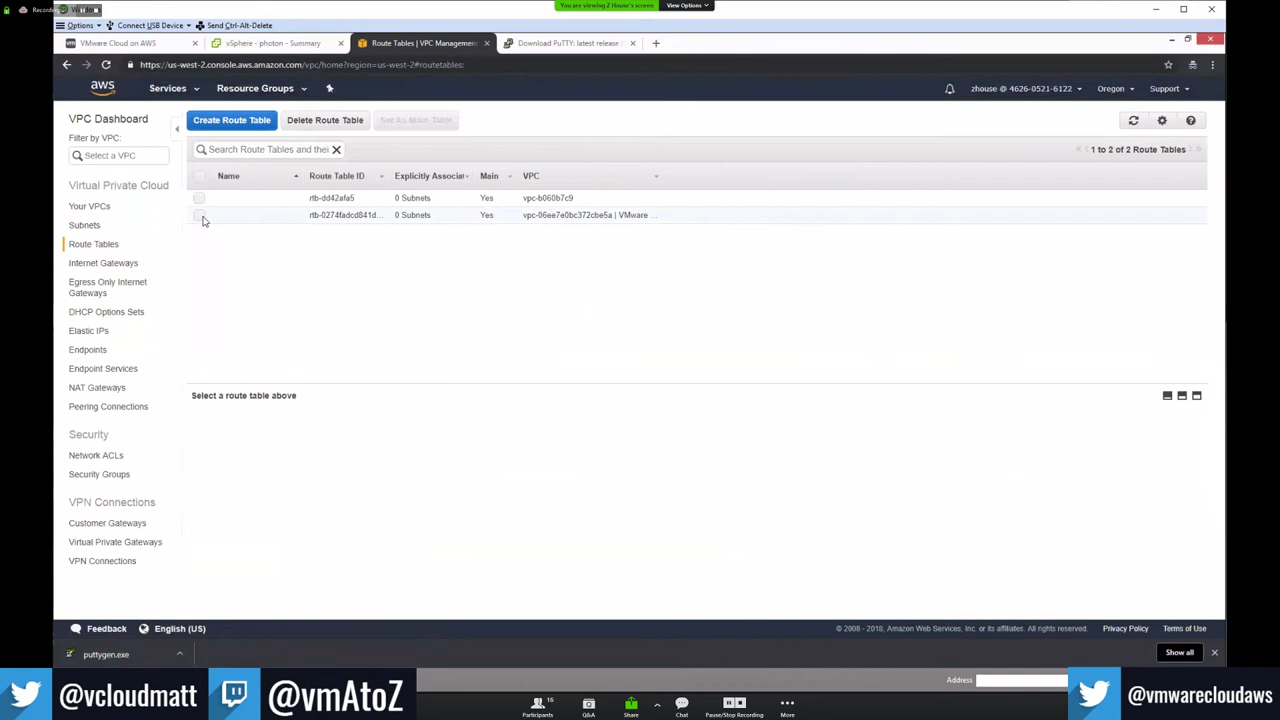 Recording
You are viewing Z House's screen
View Options
Options
Connect USB Device
Send Ctrl-Alt-Delete
VMware Cloud on AWS
vSphere - photon - Summary
Route Tables | VPC Management
Download PuTTY: latest release
https://us-west-2.console.aws.amazon.com/vpc/home?region=us-west-2#routetables:
aws
Services
Resource Groups
zhouse @ 4626-0521-6122
Oregon
Support
VPC Dashboard
Filter by VPC:
Select a VPC
Virtual Private Cloud
Your VPCs
Subnets
Route Tables
Internet Gateways
Egress Only Internet
Gateways
DHCP Options Sets
Elastic IPs
Endpoints
Endpoint Services
NAT Gateways
Peering Connections
Security
Network ACLs
Security Groups
VPN Connections
Customer Gateways
Virtual Private Gateways
VPN Connections
Create Route Table
Delete Route Table
Set As Main Table
Search Route Tables and thei
1 to 2 of 2 Route Tables
Name Route Table ID Explicitly Associat Main VPC
rtb-dd42afa5 0 Subnets Yes vpc-b060b7c9
rtb-0274fadcd841d... 0 Subnets Yes vpc-06ee7e0bc372cbe5a | VMware ...
Select a route table above
Feedback
English (US)
© 2008 - 2018, Amazon Web Services, Inc. or its affiliates. All rights reserved.
Privacy Policy
Terms of Use
puttygen.exe
Show all
Address
@vcloudmatt
@vmAtoZ
16
Participants
Q&A
Share
Chat
Pause/Stop Recording
More
@vmwarecloudaws